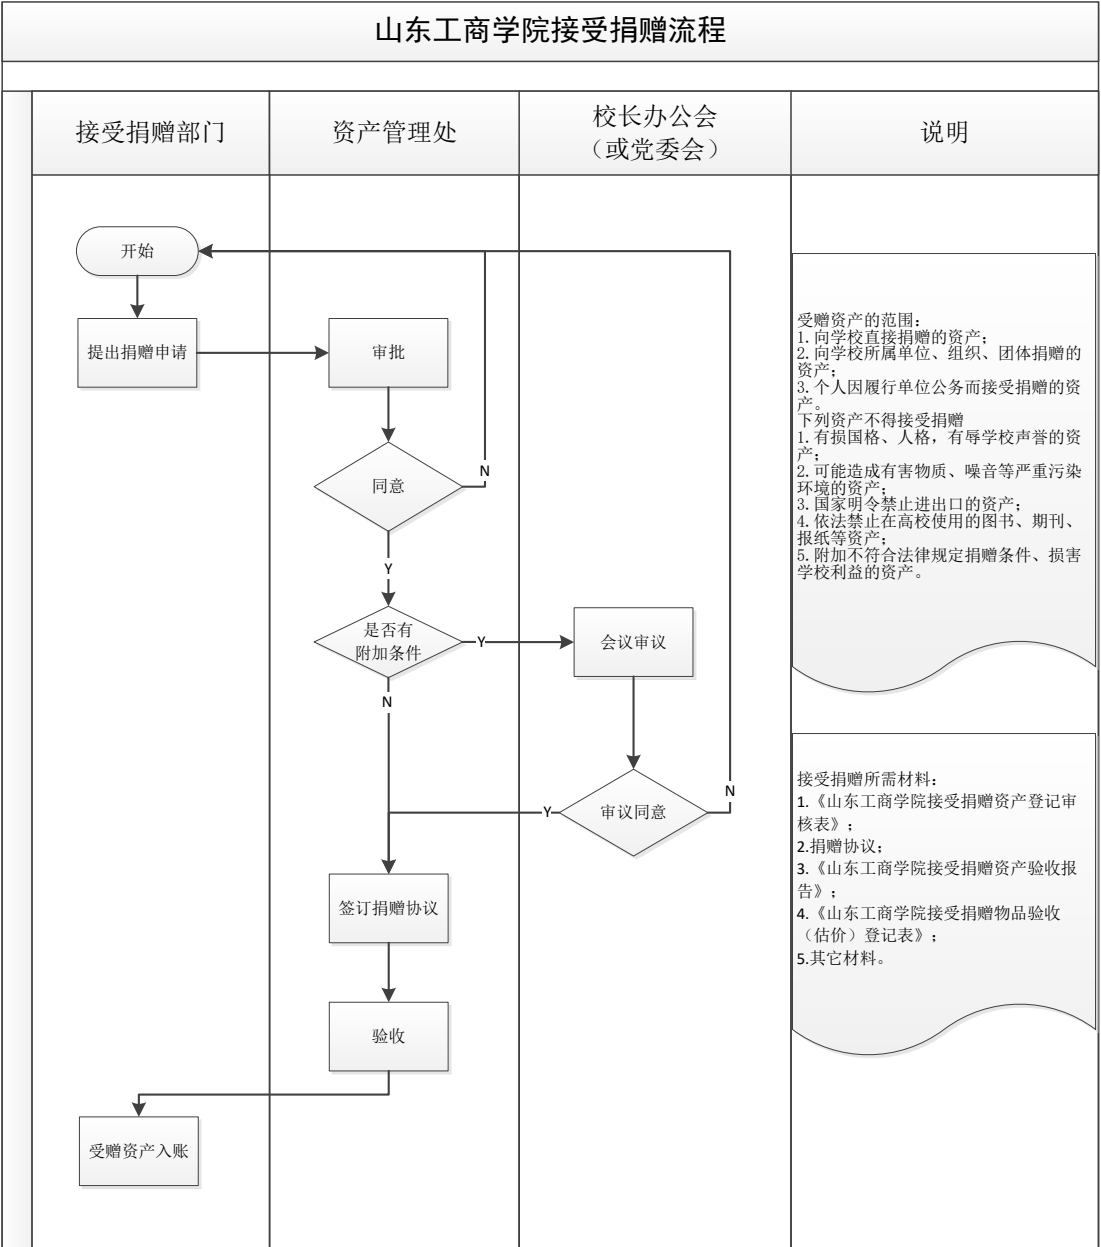 山东工商学院接受捐赠流程
接受捐赠部门
资产管理处
校长办公会
（或党委会）
说明
开始
提出捐赠申请
审批
同意
N
Y
是否有
附加条件
Y
N
会议审议
审议同意
Y
N
签订捐赠协议
验收
受赠资产入账
受赠资产的范围：
1.向学校直接捐赠的资产；
2.向学校所属单位、组织、团体捐赠的
资产；
3.个人因履行单位公务而接受捐赠的资
产。
下列资产不得接受捐赠
1.有损国格、人格，有辱学校声誉的资
产；
2.可能造成有害物质、噪音等严重污染
环境的资产；
3.国家明令禁止进出口的资产；
4.依法禁止在高校使用的图书、期刊、
报纸等资产；
5.附加不符合法律规定捐赠条件、损害
学校利益的资产。
接受捐赠所需材料：
1.《山东工商学院接受捐赠资产登记审
核表》；
2.捐赠协议；
3.《山东工商学院接受捐赠资产验收报
告》；
4.《山东工商学院接受捐赠物品验收
（估价）登记表》；
5.其它材料。